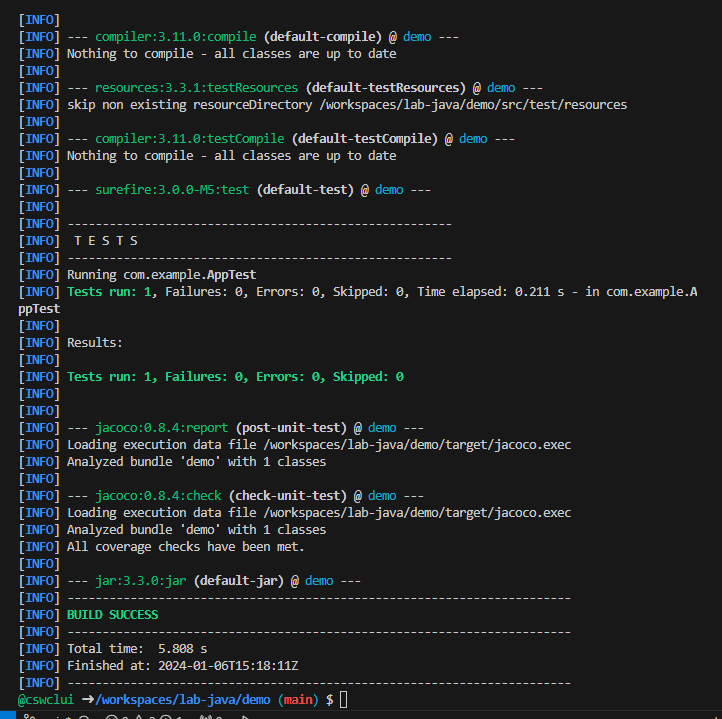 [INFO]
[INFO] --- compiler:3.11.0:compile (default-compile) @ demo ---
[INFO] Nothing to compile - all classes are up to date
[INFO]
[INFO] --- resources:3.3.1:testResources (default-testResources) @ demo ---
[INFO] skip non existing resourceDirectory /workspaces/lab-java/demo/src/test/resources
[INFO]
[INFO] --- compiler:3.11.0:testCompile (default-testCompile) @ demo ---
[INFO] Nothing to compile - all classes are up to date
[INFO]
[INFO] --- surefire:3.0.0-M5:test (default-test) @ demo ---
[INFO]
[INFO] -------------------------------------------------------
[INFO]  T E S T S
[INFO] -------------------------------------------------------
[INFO] Running com.example.AppTest
[INFO] Tests run: 1, Failures: 0, Errors: 0, Skipped: 0, Time elapsed: 0.211 s - in com.example.A
ppTest
[INFO]
[INFO] Results:
[INFO]
[INFO] Tests run: 1, Failures: 0, Errors: 0, Skipped: 0
[INFO]
[INFO]
[INFO] --- jacoco:0.8.4:report (post-unit-test) @ demo ---
[INFO] Loading execution data file /workspaces/lab-java/demo/target/jacoco.exec
[INFO] Analyzed bundle 'demo' with 1 classes
[INFO]
[INFO] --- jacoco:0.8.4:check (check-unit-test) @ demo ---
[INFO] Loading execution data file /workspaces/lab-java/demo/target/jacoco.exec
[INFO] Analyzed bundle 'demo' with 1 classes
[INFO] All coverage checks have been met.
[INFO]
[INFO] --- jar:3.3.0:jar (default-jar) @ demo ---
[INFO] ------------------------------------------------------------------------
[INFO] BUILD SUCCESS
[INFO] ------------------------------------------------------------------------
[INFO] Total time:  5.808 s
[INFO] Finished at: 2024-01-06T15:18:11Z
[INFO] ------------------------------------------------------------------------
@cswclui ➜/workspaces/lab-java/demo (main) $